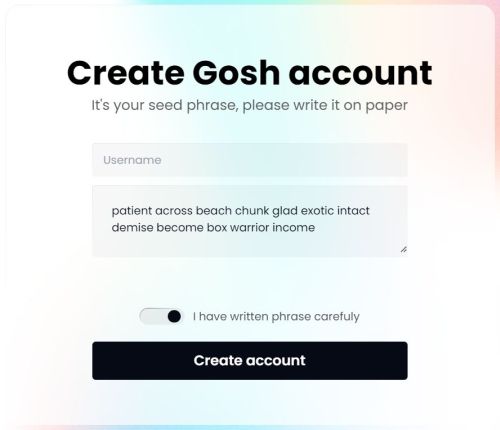 Create Gosh account
It's your seed phrase, please write it on paper
Username
patient across beach chunk glad exotic intact
demise become box warrior income
I have written phrase carefuly
Create account